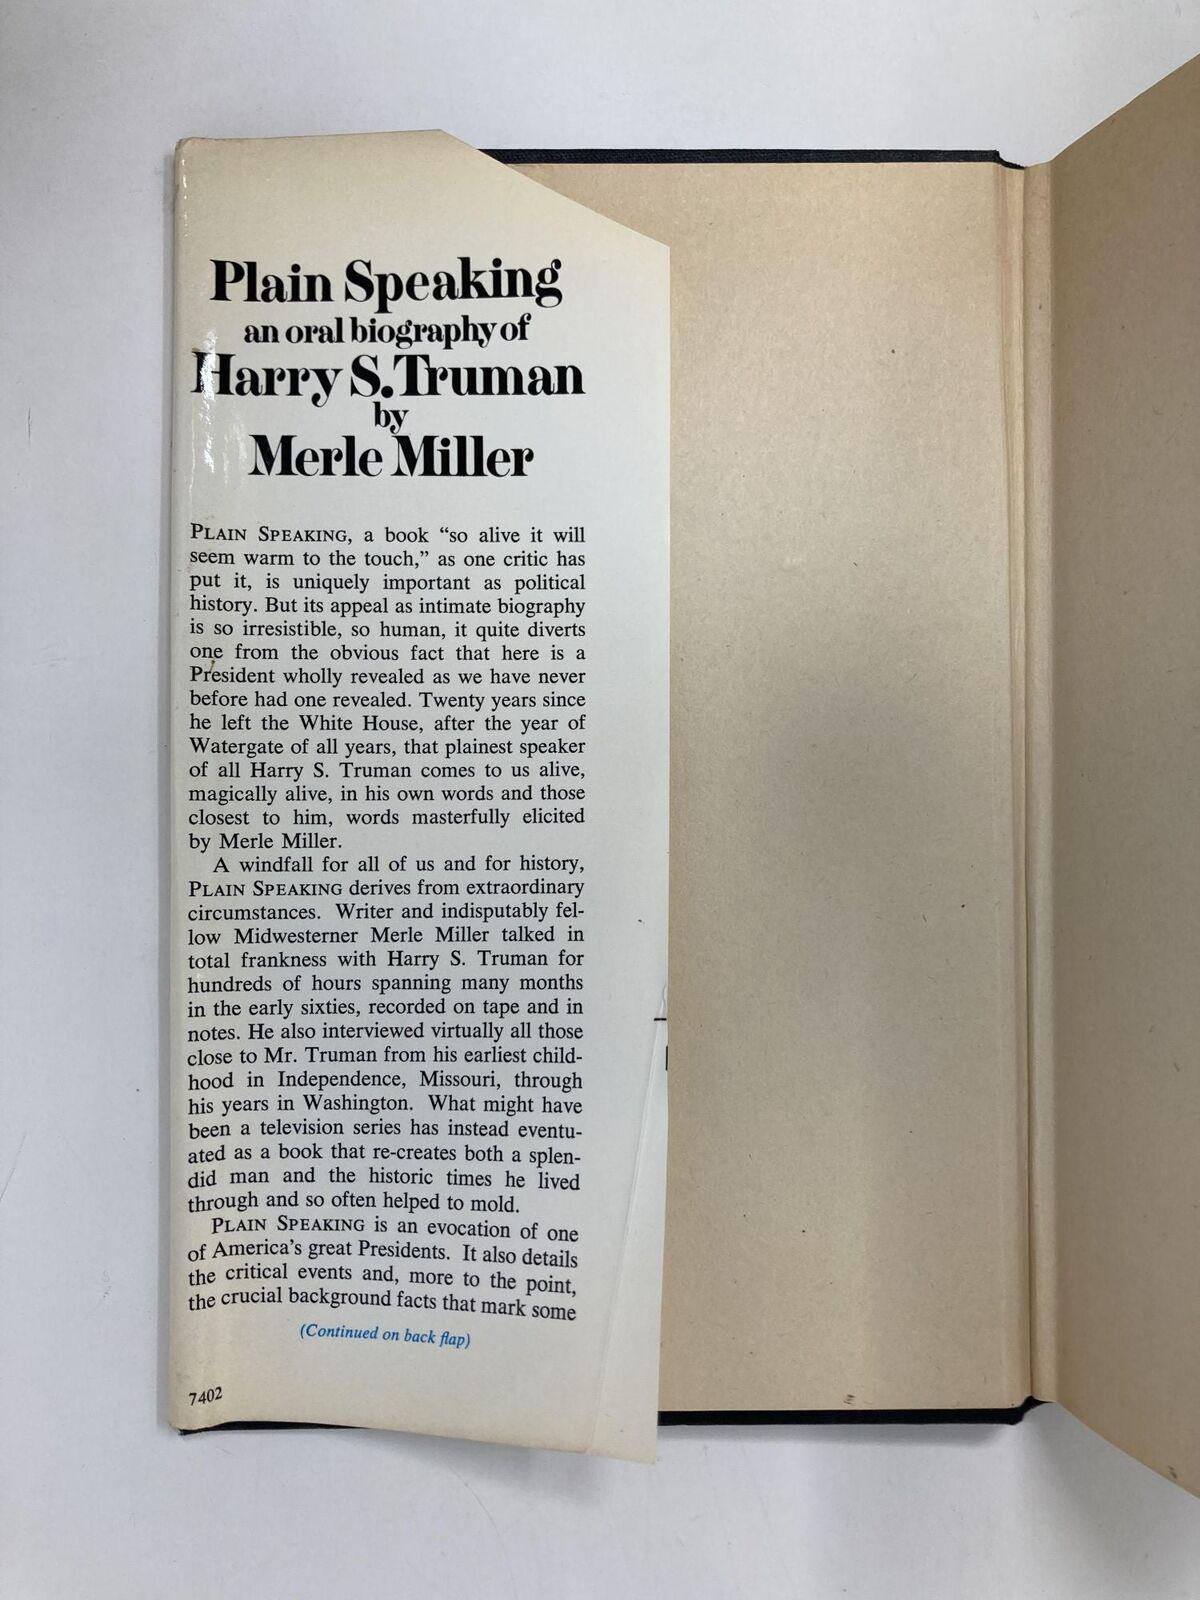 Plain Speaking
an oral biography of
Harry S. Truman
by
Merle Miller
PLAIN SPEAKING, a book “so alive it will
seem warm to the touch,” as one critic has
put it, is uniquely important as political
history. But its appeal as intimate biography
is so irresistible, so human, it quite diverts
one from the obvious fact that here is a
President wholly revealed as we have never
before had one revealed. Twenty years since
he left the White House, after the year of
Watergate of all years, that plainest speaker
of all Harry S. Truman comes to us alive,
magically alive, in his own words and those
closest to him, words masterfully elicited
by Merle Miller.
A windfall for all of us and for history,
PLAIN SPEAKING derives from extraordinary
circumstances. Writer and indisputably fel-
low Midwesterner Merle Miller talked in
total frankness with Harry S. Truman for
hundreds of hours spanning many months
in the early sixties, recorded on tape and in
notes. He also interviewed virtually all those
close to Mr. Truman from his earliest child-
hood in Independence, Missouri, through
his years in Washington. What might have
been a television series has instead eventu-
ated as a book that re-creates both a splen-
did man and the historic times he lived
through and so often helped to mold.
PLAIN SPEAKING is an evocation of one
of America’s great Presidents. It also details
the critical events and, more to the point,
the crucial background facts that mark some
(Continued on back flap)
7402